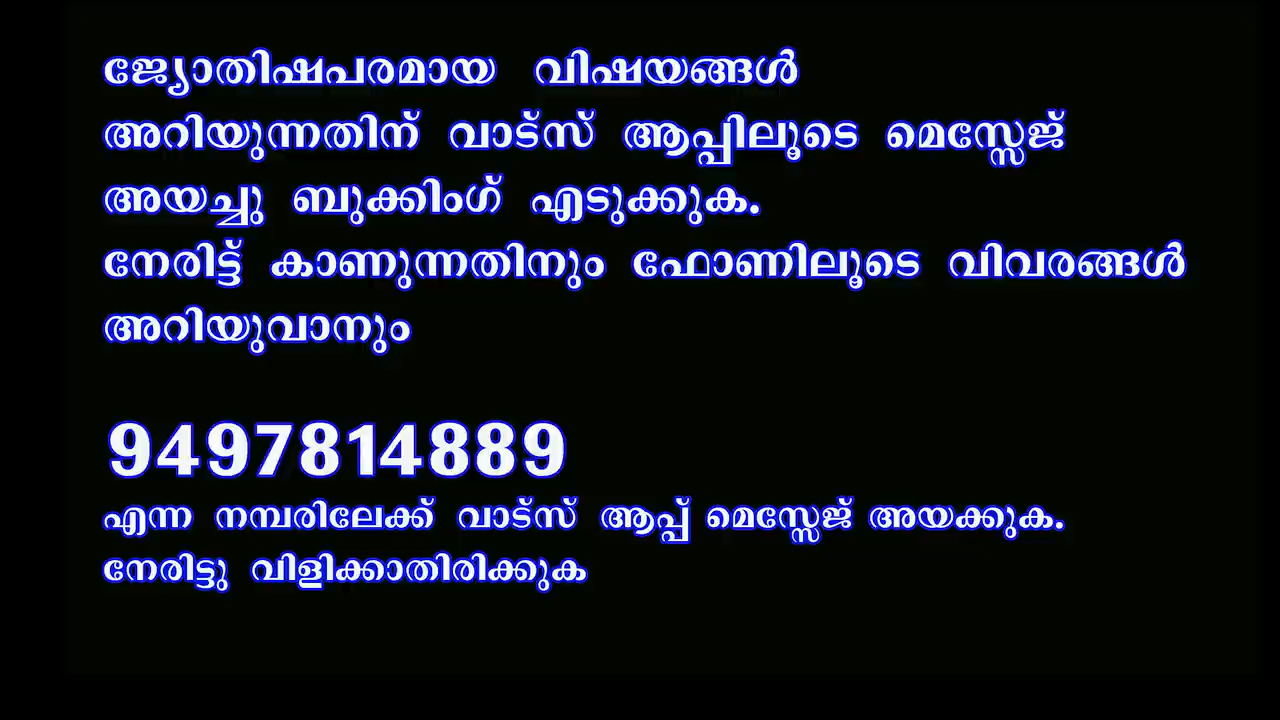 ജ്യോതിഷപരമായ വിഷയങ്ങൾ
അറിയുന്നതിന് വാട്സ് ആപ്പിലൂടെ മെസ്സേജ്
അയച്ചു ബുക്കിംഗ് എടുക്കുക.
നേരിട്ട് കാണുന്നതിനും ഫോണിലൂടെ വിവരങ്ങൾ
അറിയുവാനും
9497814889
എന്ന നമ്പരിലേക്ക് വാട്സ് ആപ്പ് മെസ്സേജ് അയക്കുക.
നേരിട്ടു വിളിക്കാതിരിക്കുക